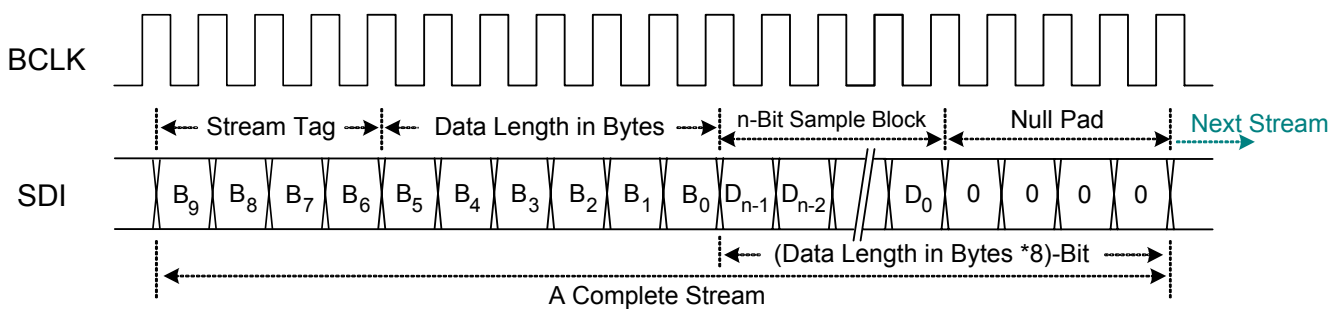 BCLK
Stream Tag Data Length in Bytes n-Bit Sample Block Null Pad Next Stream
SDI B9 B8 B7 B6 B5 B4 B3 B2 B1 B0 Dn-1 Dn-2 D0 0 0 0 0
(Data Length in Bytes *8)-Bit
A Complete Stream